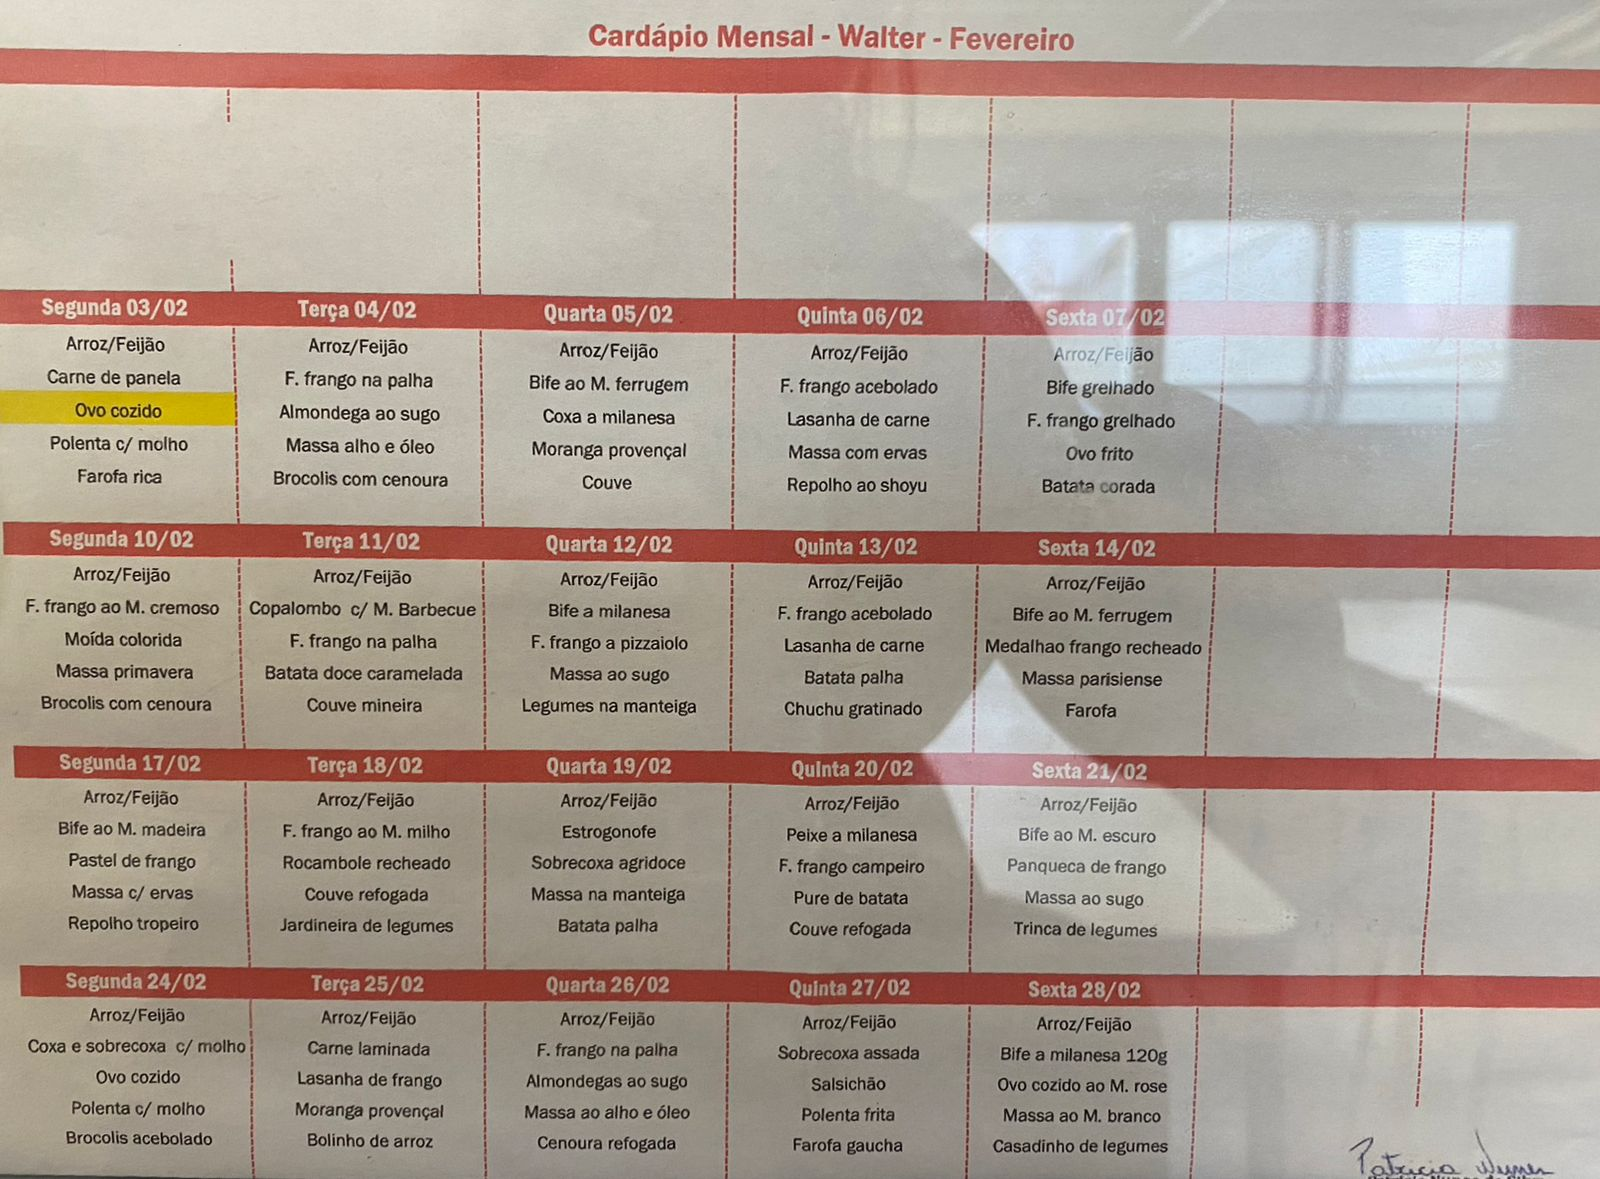 Cardápio Mensal - Walter - Fevereiro
Segunda 03/02
Arroz/Feijão
Carne de panela
Ovo cozido
Polenta c/ molho
Farofa rica
Terça 04/02
Arroz/Feijão
F. frango na palha
Almondega ao sugo
Massa alho e óleo
Brocolis com cenoura
Quarta 05/02
Arroz/Feijão
Bife ao M. ferrugem
Coxa a milanesa
Moranga provençal
Couve
Quinta 06/02
Arroz/Feijão
F. frango acebolado
Lasanha de carne
Massa com ervas
Repolho ao shoyu
Sexta 07/02
Arroz/Feijão
Bife grelhado
F. frango grelhado
Ovo frito
Batata corada
Segunda 10/02
Arroz/Feijão
F. frango ao M. cremoso
Moída colorida
Massa primavera
Brocolis com cenoura
Terça 11/02
Arroz/Feijão
Copalombo c/ M. Barbecue
F. frango na palha
Batata doce caramelada
Couve mineira
Quarta 12/02
Arroz/Feijão
Bife a milanesa
F. frango a pizzaiolo
Massa ao sugo
Legumes na manteiga
Quinta 13/02
Arroz/Feijão
F. frango acebolado
Lasanha de carne
Batata palha
Chuchu gratinado
Sexta 14/02
Arroz/Feijão
Bife ao M. ferrugem
Medalhao frango recheado
Massa parisiense
Farofa
Segunda 17/02
Arroz/Feijão
Bife ao M. madeira
Pastel de frango
Massa c/ ervas
Repolho tropeiro
Terça 18/02
Arroz/Feijão
F. frango ao M. milho
Rocambole recheado
Couve refogada
Jardineira de legumes
Quarta 19/02
Arroz/Feijão
Estrogonofe
Sobrecoxa agridoce
Massa na manteiga
Batata palha
Quinta 20/02
Arroz/Feijão
Peixe a milanesa
F. frango campeiro
Pure de batata
Couve refogada
Sexta 21/02
Arroz/Feijão
Bife ao M. escuro
Panqueca de frango
Massa ao sugo
Trinca de legumes
Segunda 24/02
Arroz/Feijão
Coxa e sobrecoxa c/ molho
Ovo cozido
Polenta c/ molho
Brocolis acebolado
Terça 25/02
Arroz/Feijão
Carne laminada
Lasanha de frango
Moranga provençal
Bolinho de arroz
Quarta 26/02
Arroz/Feijão
F. frango na palha
Almondegas ao sugo
Massa ao alho e óleo
Cenoura refogada
Quinta 27/02
Arroz/Feijão
Sobrecoxa assada
Salsichão
Polenta frita
Farofa gaucha
Sexta 28/02
Arroz/Feijão
Bife a milanesa 120g
Ovo cozido ao M. rose
Massa ao M. branco
Casadinho de legumes
Patricia Nunes